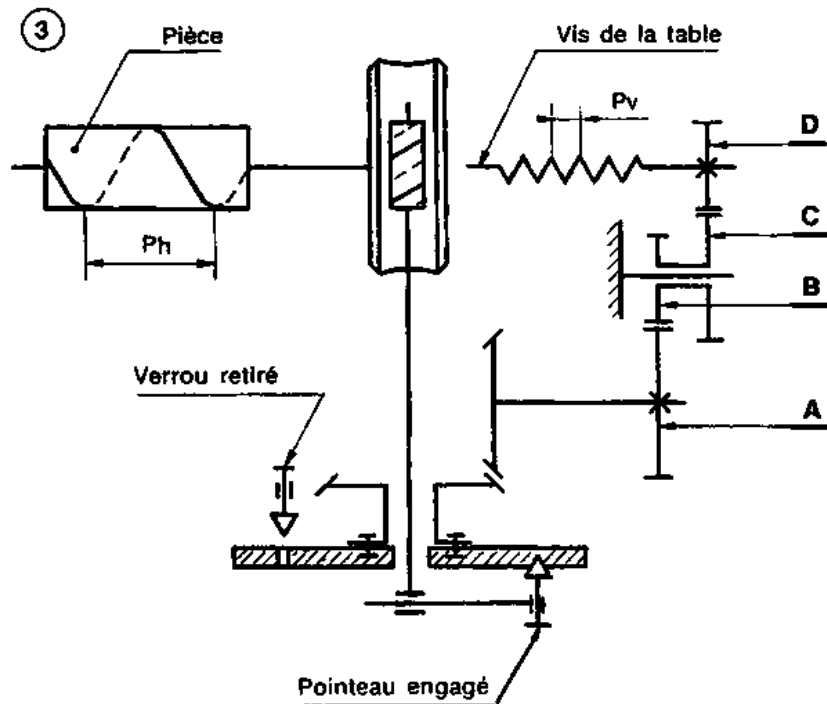 3
Pièce
Vis de la table
Pv
D
C
Ph
B
Verrou retiré
A
Pointeau engagé